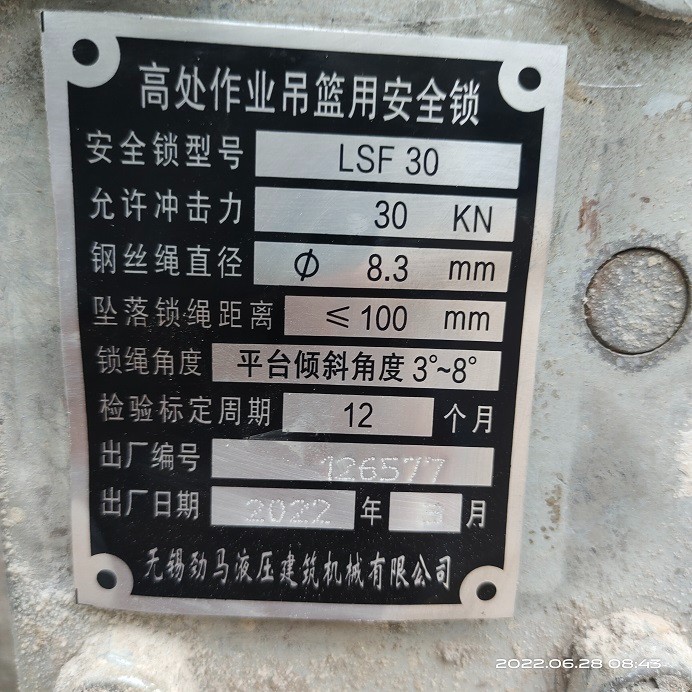 高处作业吊篮用安全锁
安全锁型号 LSF 30
允许冲击力 30 KN
钢丝绳直径 ϕ 8.3 mm
坠落锁绳距离 ≤100 mm
锁绳角度 平台倾斜角度 3°~8°
检验标定周期 12 个月
出厂编号 126577
出厂日期 2022 年 3 月
无锡劲马液压建筑机械有限公司
2022.06.28 08:43